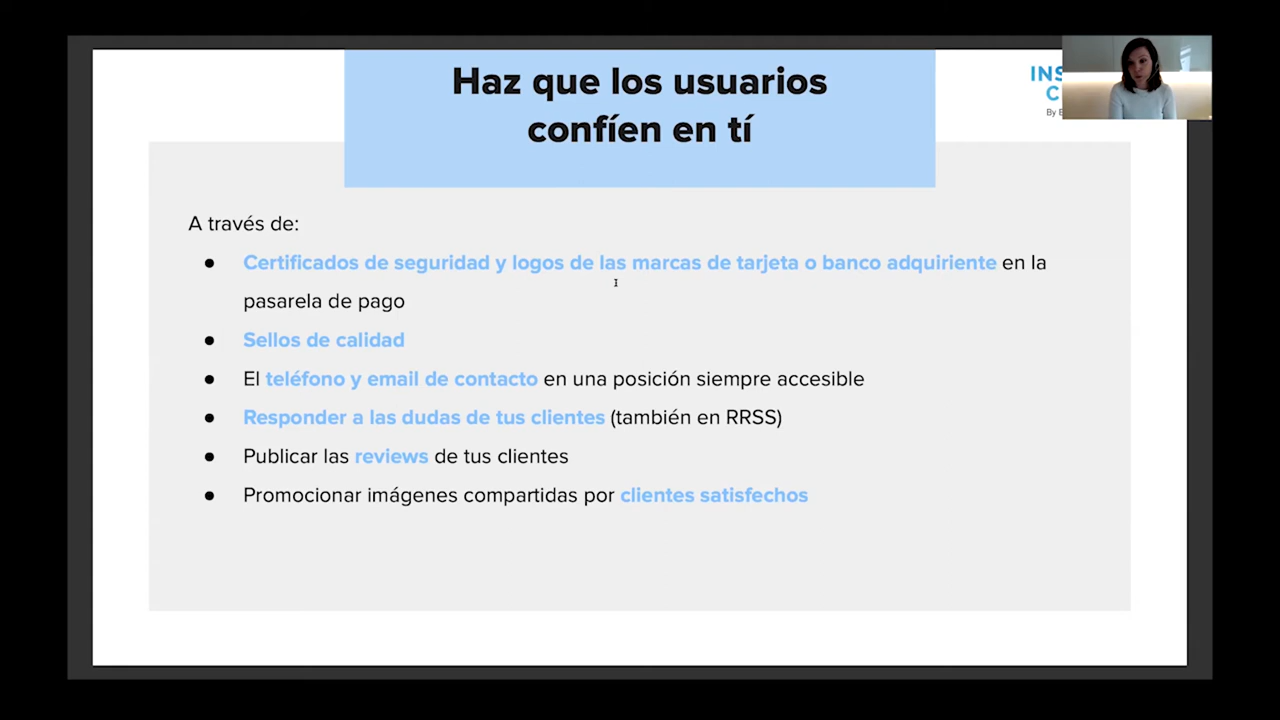 Haz que los usuarios
confíen en tí
A través de:
● Certificados de seguridad y logos de las marcas de tarjeta o banco adquiriente en la
pasarela de pago
● Sellos de calidad
● El teléfono y email de contacto en una posición siempre accesible
● Responder a las dudas de tus clientes (también en RRSS)
● Publicar las reviews de tus clientes
● Promocionar imágenes compartidas por clientes satisfechos
By